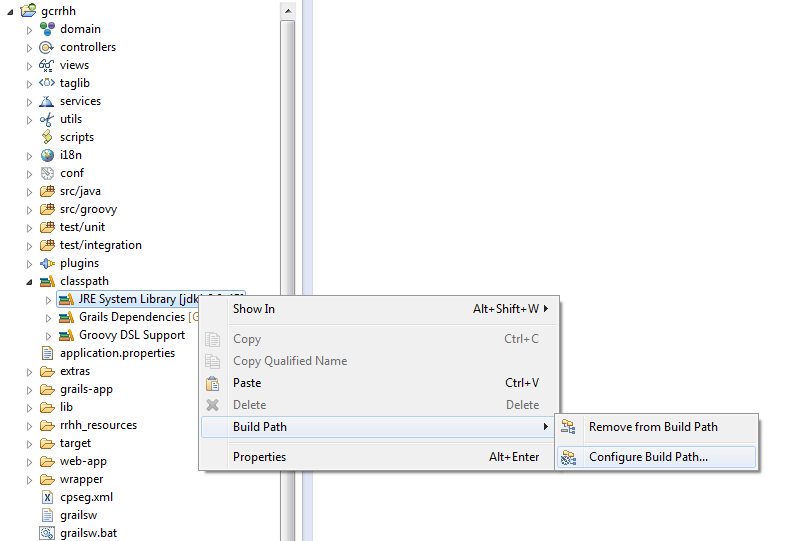 gcrrhh
domain
controllers
views
taglib
services
utils
scripts
i18n
conf
src/java
src/groovy
test/unit
test/integration
plugins
classpath
JRE System Library
Grails Dependencies
Groovy DSL Support
application.properties
extras
grails-app
lib
rrhh_resources
target
web-app
wrapper
cpseg.xml
grailsw
grailsw.bat
Show In Alt+Shift+W
Copy Ctrl+C
Copy Qualified Name
Paste Ctrl+V
Delete Delete
Build Path
Properties Alt+Enter
Remove from Build Path
Configure Build Path...